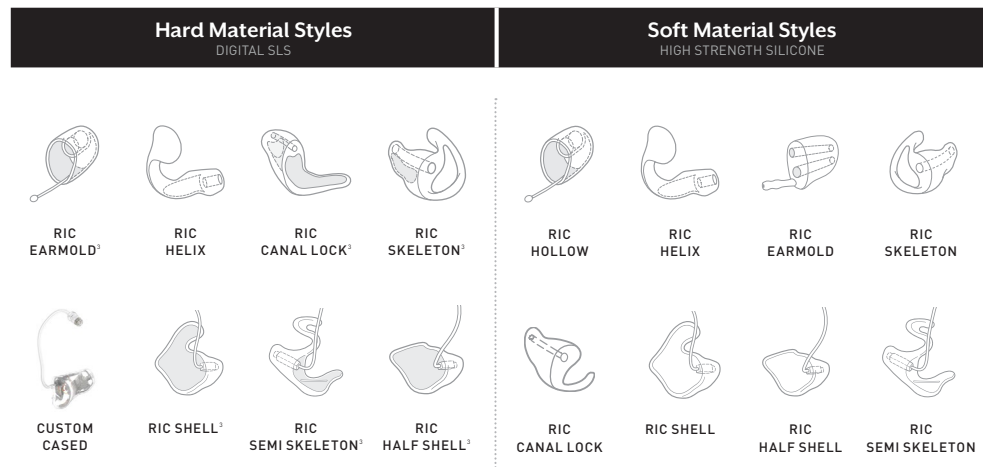 Hard Material Styles
DIGITAL SLS
RIC
EARMOLD³
RIC
HELIX
RIC
CANAL LOCK³
RIC
SKELETON³
CUSTOM
CASED
RIC SHELL³
RIC
SEMI SKELETON³
RIC
HALF SHELL³
Soft Material Styles
HIGH STRENGTH SILICONE
RIC
HOLLOW
RIC
HELIX
RIC
EARMOLD
RIC
SKELETON
RIC
CANAL LOCK
RIC SHELL
RIC
HALF SHELL
RIC
SEMI SKELETON